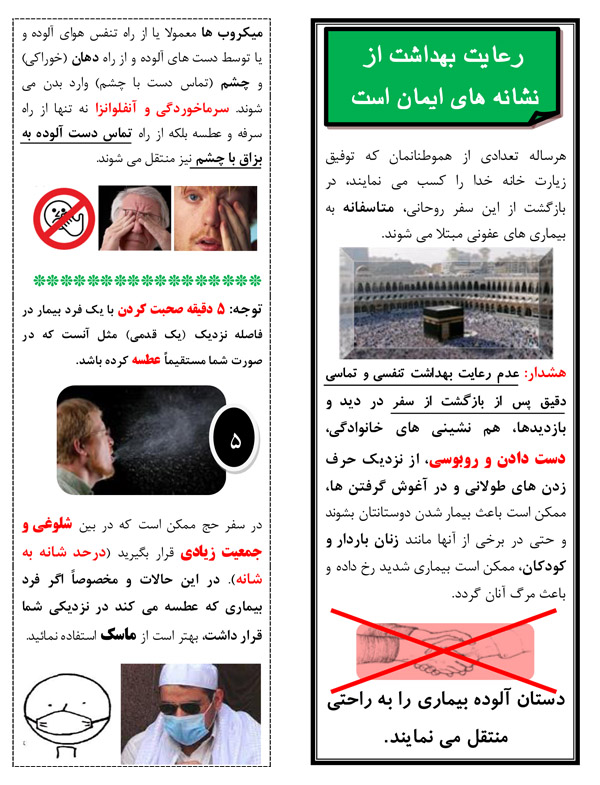 رعایت بهداشت از
نشانه های ایمان است
هرساله تعدادی از هموطنانمان که توفیق
زیارت خانه خدا را کسب می نمایند، در
بازگشت از این سفر روحانی، متاسفانه به
بیماری های عفونی مبتلا می شوند.
هشدار: عدم رعایت بهداشت تنفسی و تماسی
دقیق پس از بازگشت از سفر در دید و
بازدیدها، هم نشینی های خانوادگی،
دست دادن و روبوسی، از نزدیک حرف
زدن های طولانی و در آغوش گرفتن ها،
ممکن است باعث بیمار شدن دوستانتان بشوند
و حتی در برخی از آنها مانند زنان باردار و
کودکان، ممکن است بیماری شدید رخ داده و
باعث مرگ آنان گردد.
دستان آلوده بیماری را به راحتی
منتقل می نمایند.
میکروب ها معمولا یا از راه تنفس هوای آلوده و
یا توسط دست های آلوده و از راه دهان (خوراکی)
و چشم (تماس دست با چشم) وارد بدن می
شوند. سرماخوردگی و آنفلوانزا نه تنها از راه
سرفه و عطسه بلکه از راه تماس دست آلوده به
بزاق با چشم نیز منتقل می شوند.
توجه: ۵ دقیقه صحبت کردن با یک فرد بیمار در
فاصله نزدیک (یک قدمی) مثل آنست که در
صورت شما مستقیماً عطسه کرده باشد.
۵
در سفر حج ممکن است که در بین شلوغی و
جمعیت زیادی قرار بگیرید (درحد شانه به
شانه). در این حالات و مخصوصاً اگر فرد
بیماری که عطسه می کند در نزدیکی شما
قرار داشت، بهتر است از ماسک استفاده نمائید.